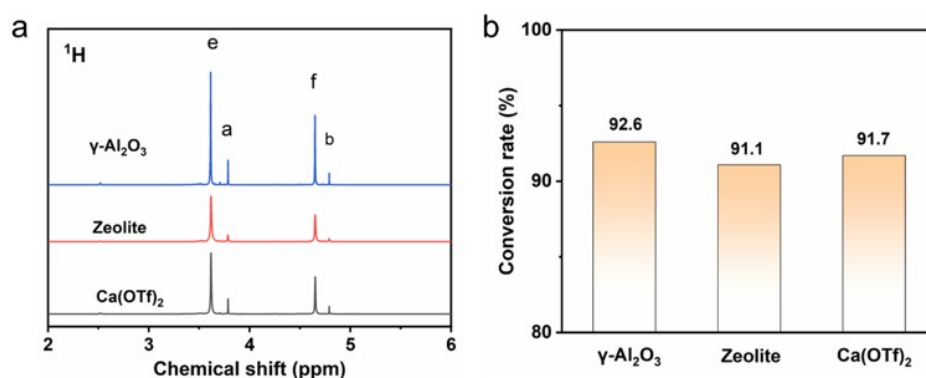 a
¹H
e
a
f
b
γ-Al₂O₃
Zeolite
Ca(OTf)₂
2 3 4 5 6
Chemical shift (ppm)
b
Conversion rate (%)
100
90
80
92.6
91.1
91.7
γ-Al₂O₃ Zeolite Ca(OTf)₂